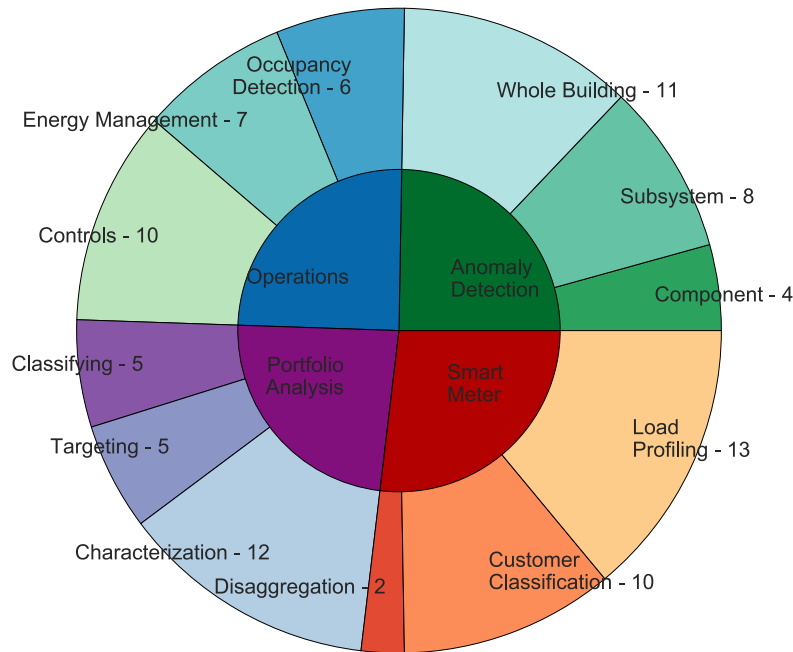 Occupancy
Detection - 6
Whole Building - 11
Energy Management - 7
Subsystem - 8
Controls - 10
Operations
Anomaly
Detection
Component - 4
Classifying - 5
Portfolio
Analysis
Smart
Meter
Load
Profiling - 13
Targeting - 5
Characterization - 12
Disaggregation - 2
Customer
Classification - 10